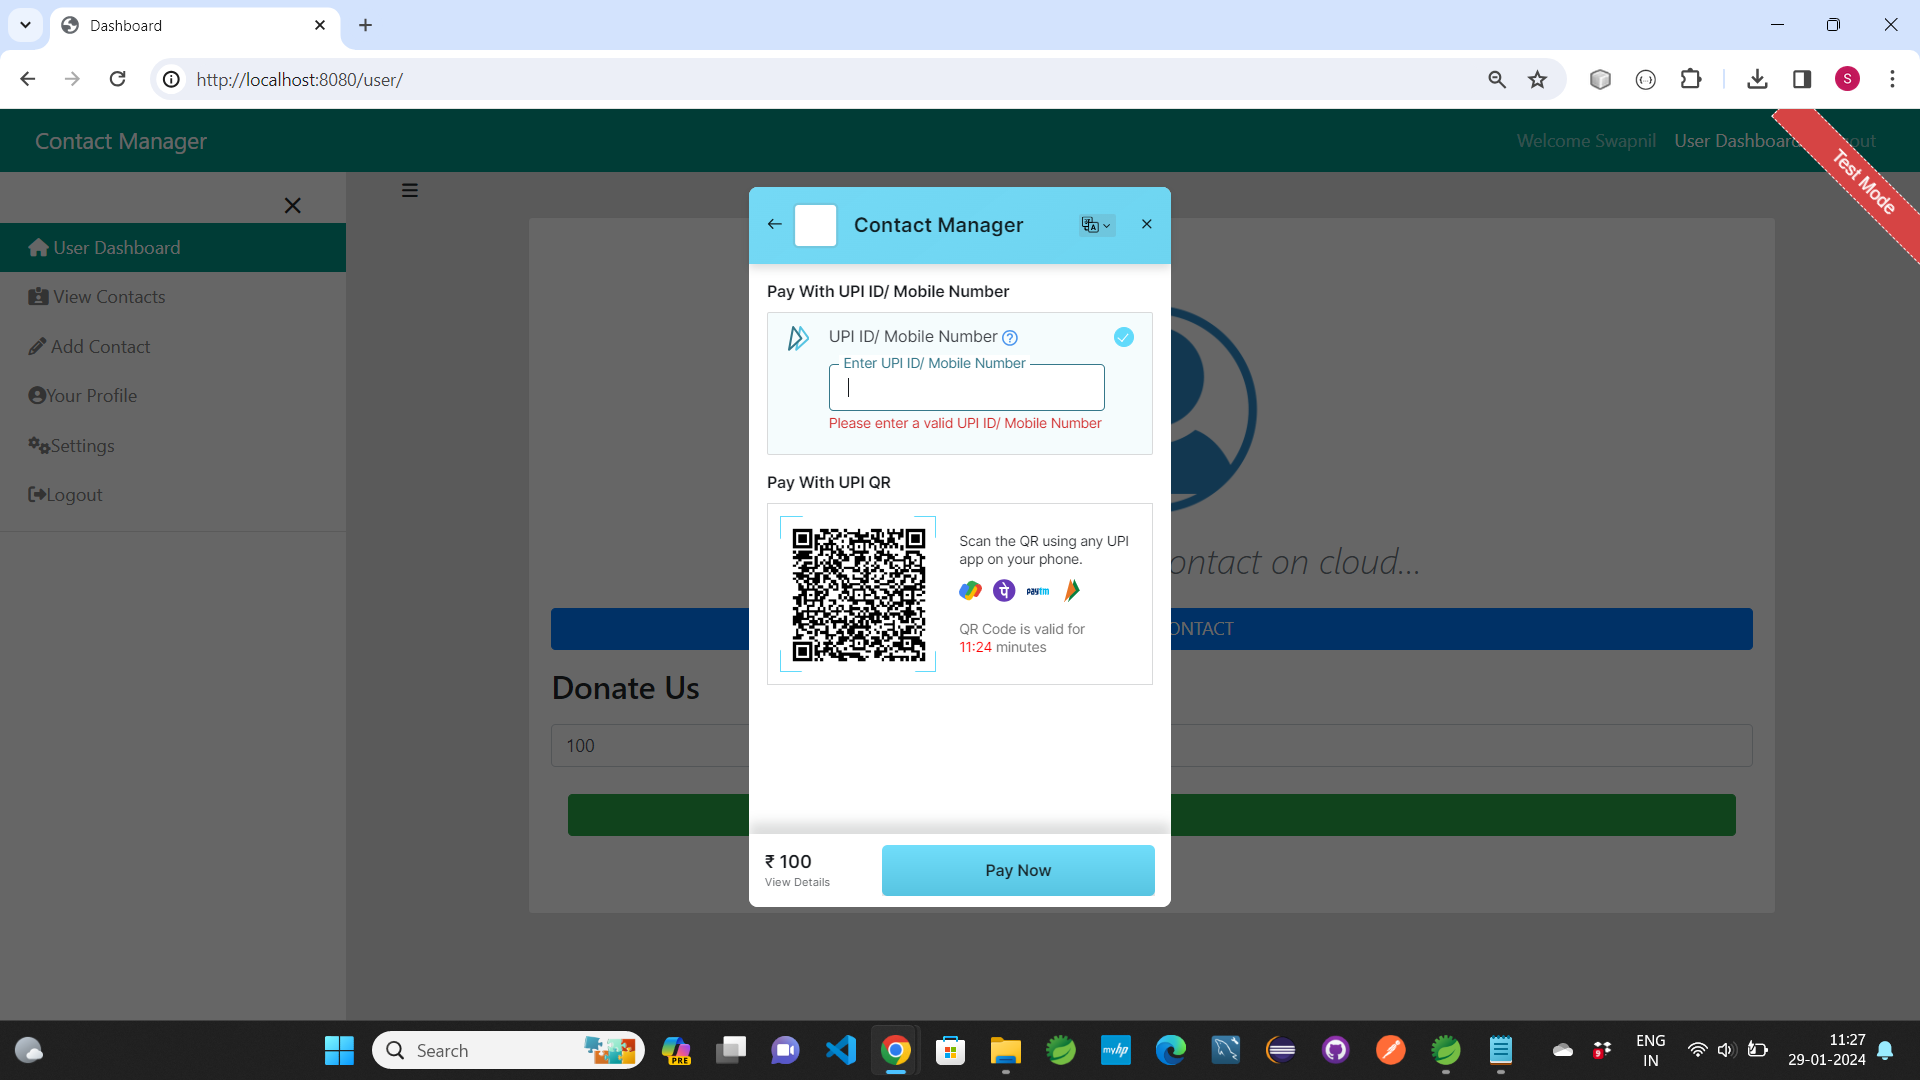 Dashboard
http://localhost:8080/user/
Contact Manager
Welcome Swapnil
User Dashboard
out
Test Mode
User Dashboard
View Contacts
Add Contact
Your Profile
Settings
Logout
Contact Manager
Pay With UPI ID/ Mobile Number
UPI ID/ Mobile Number
Enter UPI ID/ Mobile Number
Please enter a valid UPI ID/ Mobile Number
Pay With UPI QR
Scan the QR using any UPI
app on your phone.
paytm
QR Code is valid for
11:24 minutes
ontact on cloud...
ONTACT
Donate Us
100
₹ 100
View Details
Pay Now
Search
PRE
myhp
9
ENG
IN
11:27
29-01-2024
S